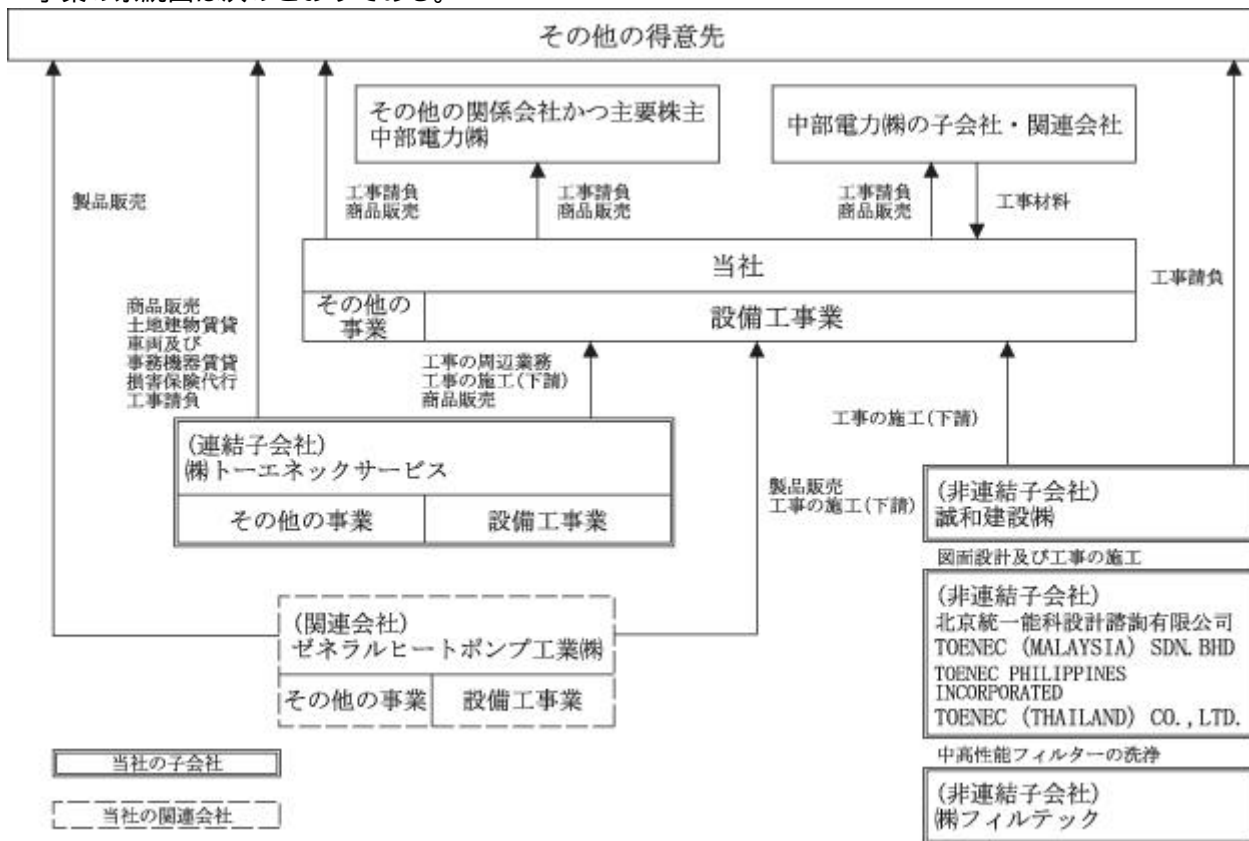 事業の系統図は次のとおりである。
その他の得意先
その他の関係会社かつ主要株主
中部電力㈱
中部電力㈱の子会社・関連会社
製品販売
工事請負
商品販売
工事請負
商品販売
工事請負
商品販売
工事材料
当社
その他の
事業
設備工事業
工事請負
商品販売
土地建物賃貸
車両及び
事務機器賃貸
損害保険代行
工事請負
工事の周辺業務
工事の施工(下請)
商品販売
工事の施工(下請)
(連結子会社)
㈱トーエネックサービス
その他の事業
設備工事業
製品販売
工事の施工(下請)
(非連結子会社)
誠和建設㈱
図面設計及び工事の施工
(非連結子会社)
北京統一能科設計諮詢有限公司
TOENEC (MALAYSIA) SDN.BHD
TOENEC PHILIPPINES
INCORPORATED
TOENEC (THAILAND) CO.,LTD.
(関連会社)
ゼネラルヒートポンプ工業㈱
その他の事業
設備工事業
中高性能フィルターの洗浄
(非連結子会社)
㈱フィルテック
当社の子会社
当社の関連会社